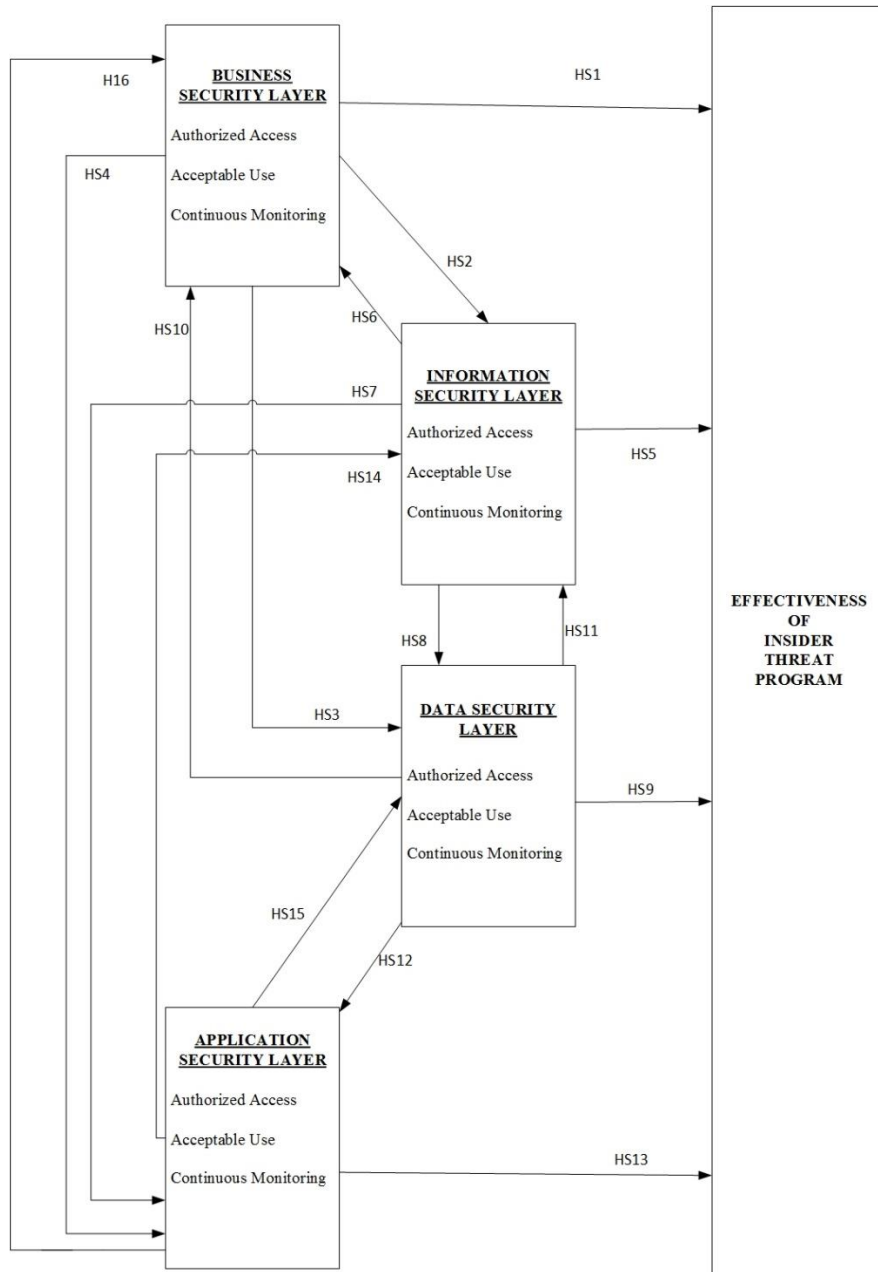 BUSINESS
SECURITY LAYER
Authorized Access
Acceptable Use
Continuous Monitoring
H16
HS4
HS1
HS2
HS6
HS10
INFORMATION
SECURITY LAYER
Authorized Access
Acceptable Use
Continuous Monitoring
HS7
HS14
HS5
HS8
HS11
EFFECTIVENESS
OF
INSIDER
THREAT
PROGRAM
HS3
DATA SECURITY
LAYER
Authorized Access
Acceptable Use
Continuous Monitoring
HS9
HS15
HS12
APPLICATION
SECURITY LAYER
Authorized Access
Acceptable Use
Continuous Monitoring
HS13